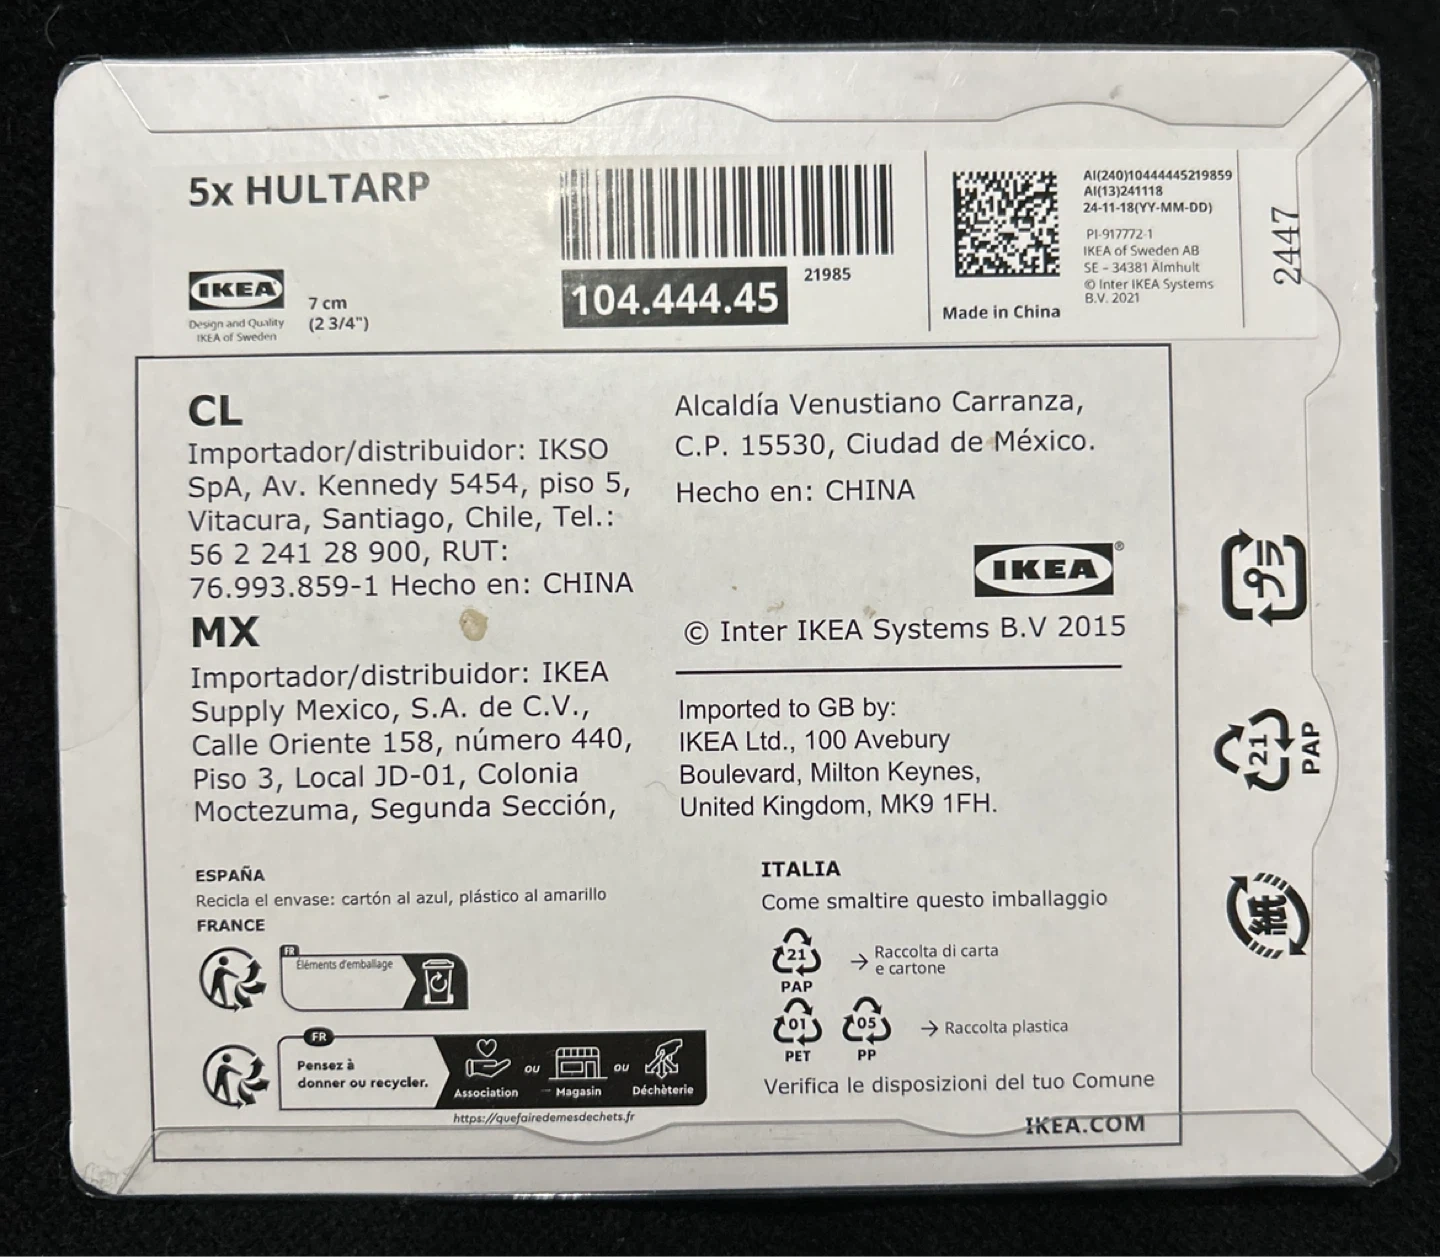 5x HULTARP
IKEA
Design and Quality
IKEA of Sweden
7 cm
(2 3/4")
104.444.45
21985
Made in China
AI(240)10444445219859
AI(13)241118
24-11-18(YY-MM-DD)
PI-917772-1
IKEA of Sweden AB
SE - 34381 Älmhult
© Inter IKEA Systems
B.V. 2021
2447
CL
Importador/distribuidor: IKSO
SpA, Av. Kennedy 5454, piso 5,
Vitacura, Santiago, Chile, Tel.:
56 2 241 28 900, RUT:
76.993.859-1 Hecho en: CHINA
MX
Importador/distribuidor: IKEA
Supply Mexico, S.A. de C.V.,
Calle Oriente 158, número 440,
Piso 3, Local JD-01, Colonia
Moctezuma, Segunda Sección,
Alcaldía Venustiano Carranza,
C.P. 15530, Ciudad de México.
Hecho en: CHINA
IKEA®
© Inter IKEA Systems B.V 2015
Imported to GB by:
IKEA Ltd., 100 Avebury
Boulevard, Milton Keynes,
United Kingdom, MK9 1FH.
ESPAÑA
Recicla el envase: cartón al azul, plástico al amarillo
FRANCE
FR
Éléments d'emballage
FR
Pensez à
donner ou recycler.
Association ou Magasin ou Déchèterie
https://quefairedemesdechets.fr
ITALIA
Come smaltire questo imballaggio
21
PAP
→ Raccolta di carta
e cartone
01
PET
05
PP
→ Raccolta plastica
Verifica le disposizioni del tuo Comune
IKEA.COM
プラ
21
PAP
紙